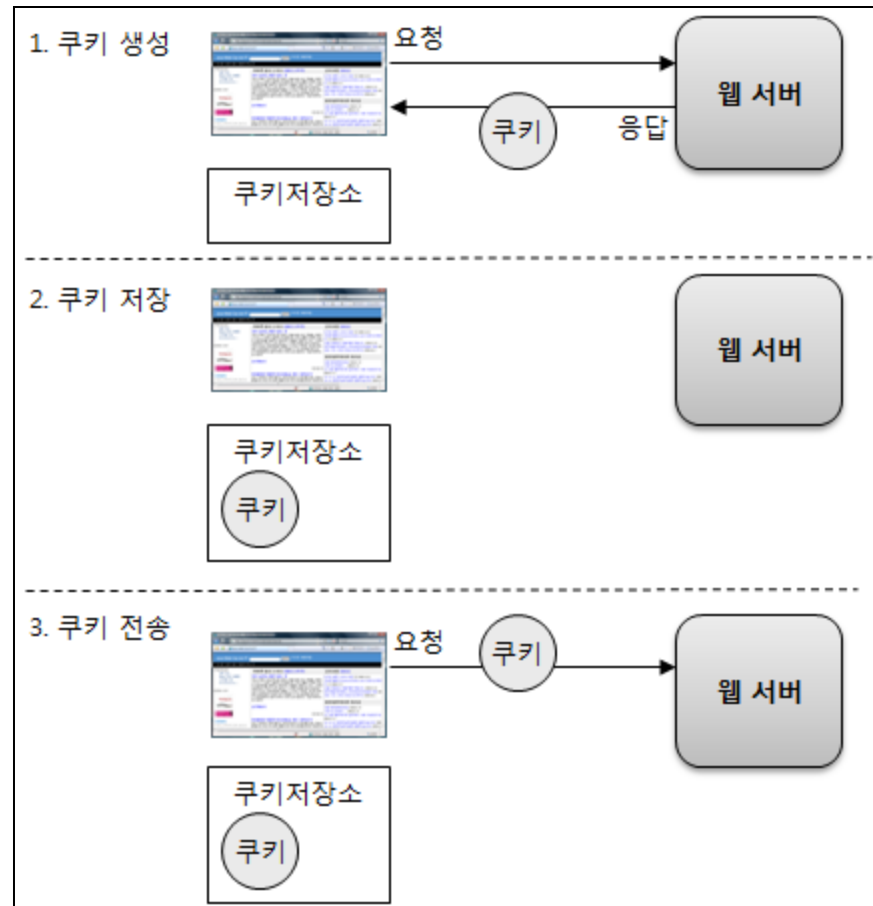 1. 쿠키 생성
요청
웹 서버
쿠키
응답
쿠키저장소
2. 쿠키 저장
웹 서버
쿠키저장소
쿠키
3. 쿠키 전송
요청
쿠키
웹 서버
쿠키저장소
쿠키